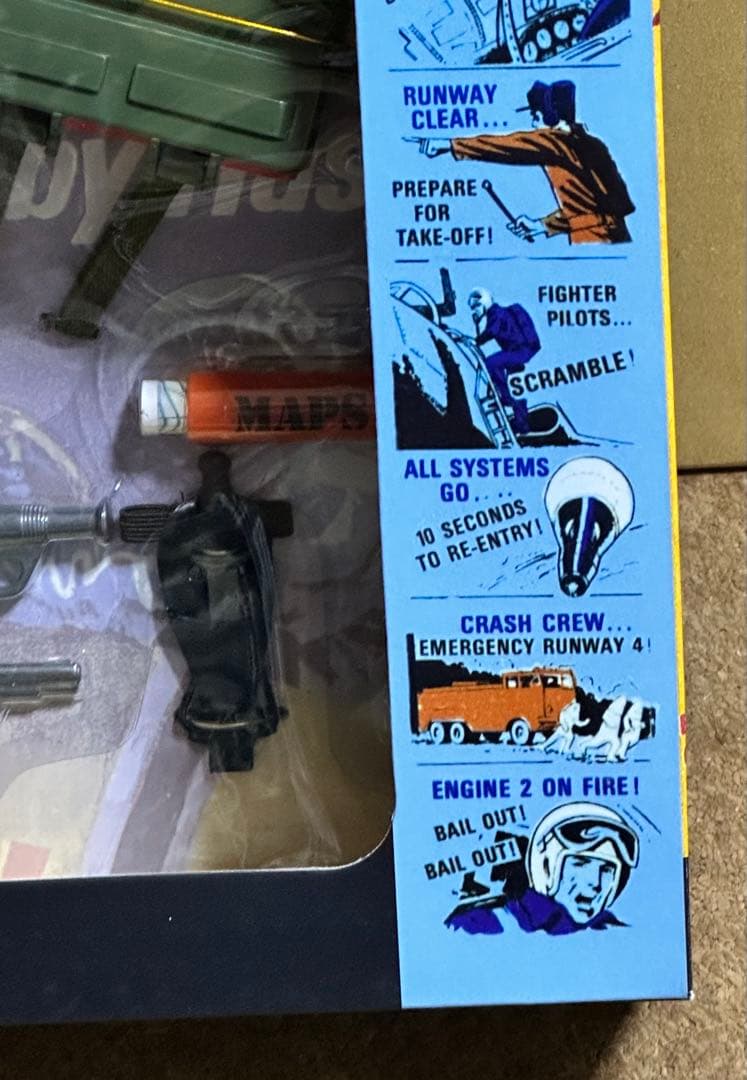 RUNWAY
CLEAR...
PREPARE
FOR
TAKE-OFF!
FIGHTER
PILOTS...
SCRAMBLE!
MAPS
ALL SYSTEMS
GO....
10 SECONDS
TO RE-ENTRY!
CRASH CREW...
EMERGENCY RUNWAY 4!
ENGINE 2 ON FIRE!
BAIL OUT!
BAIL OUT!